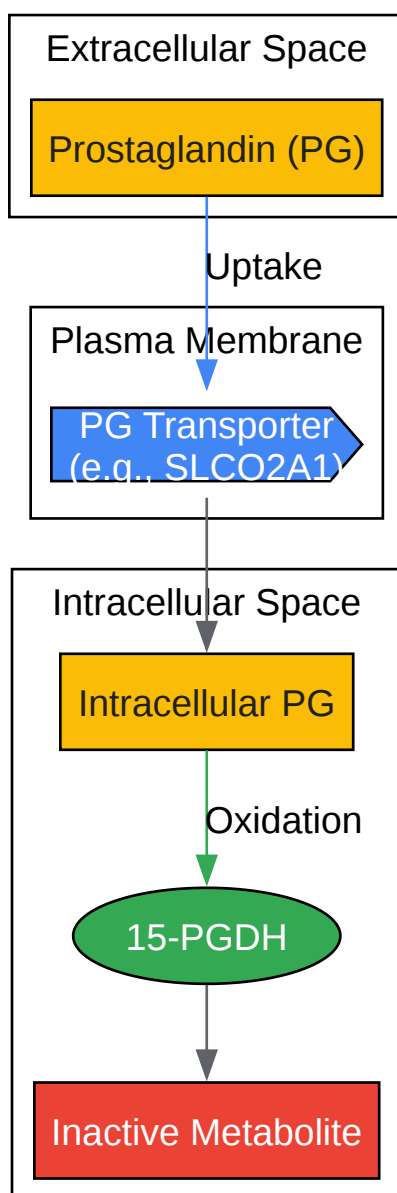 Extracellular Space
Prostaglandin (PG)
Uptake
Plasma Membrane
PG Transporter
(e.g., SLCO2A1)
Intracellular Space
Intracellular PG
Oxidation
15-PGDH
Inactive Metabolite